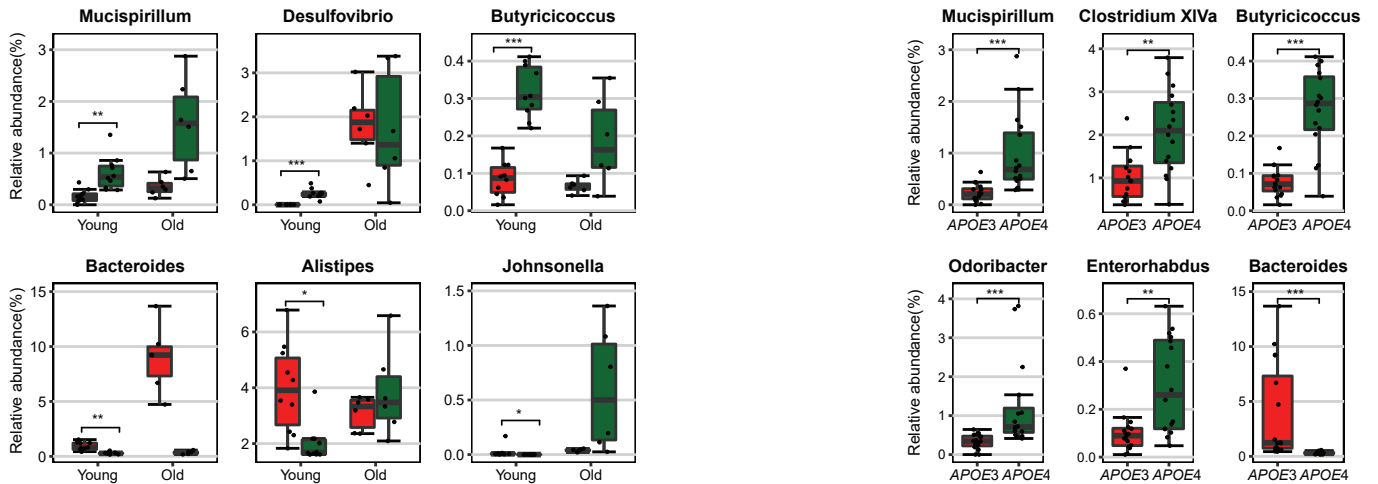 Mucispirillum
Desulfovibrio
Butyricicoccus
Relative abundance(%)
3
2
1
0
**
Young
Old
3
2
1
0
***
Young
Old
0.4
0.3
0.2
0.1
0.0
***
Young
Old
Bacteroides
Alistipes
Johnsonella
Relative abundance(%)
15
10
5
0
**
Young
Old
6
4
2
*
Young
Old
1.5
1.0
0.5
0.0
*
Young
Old
Mucispirillum
Clostridium XIVa
Butyricicoccus
Relative abundance(%)
3
2
1
0
***
APOE3 APOE4
4
3
2
1
0
**
APOE3 APOE4
0.4
0.3
0.2
0.1
0.0
***
APOE3 APOE4
Odoribacter
Enterorhabdus
Bacteroides
Relative abundance(%)
4
3
2
1
0
***
APOE3 APOE4
0.6
0.4
0.2
0.0
**
APOE3 APOE4
15
10
5
0
***
APOE3 APOE4